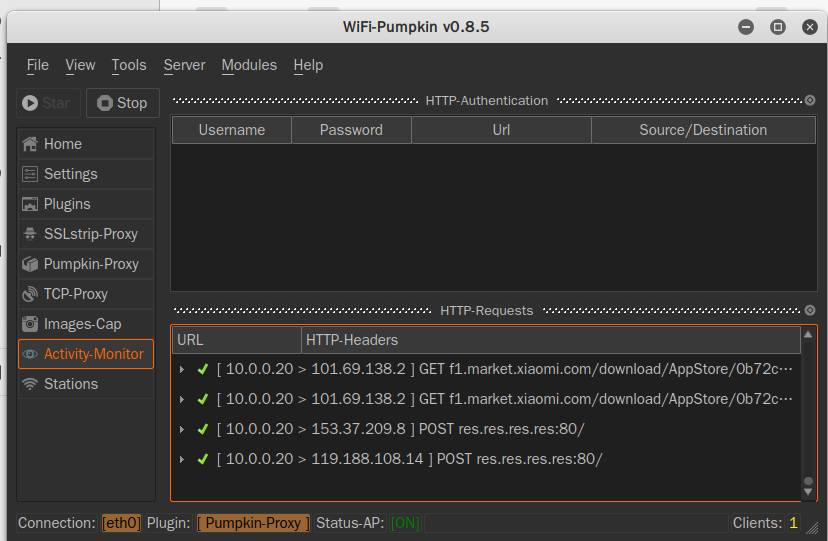 WiFi-Pumpkin v0.8.5
File View Tools Server Modules Help
Star Stop
HTTP-Authentication
Username Password Url Source/Destination
Home
Settings
Plugins
SSLstrip-Proxy
Pumpkin-Proxy
TCP-Proxy
Images-Cap
Activity-Monitor
Stations
HTTP-Requests
URL HTTP-Headers
[ 10.0.0.20 > 101.69.138.2 ] GET f1.market.xiaomi.com/download/AppStore/0b72c···
[ 10.0.0.20 > 101.69.138.2 ] GET f1.market.xiaomi.com/download/AppStore/0b72c···
[ 10.0.0.20 > 153.37.209.8 ] POST res.res.res.res:80/
[ 10.0.0.20 > 119.188.108.14 ] POST res.res.res.res:80/
Connection: [eth0] Plugin: [ Pumpkin-Proxy ] Status-AP: [ON] Clients: 1